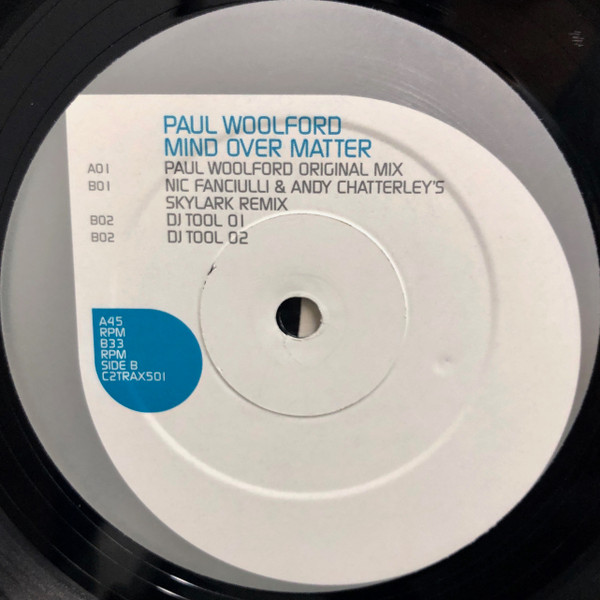 PAUL WOOLFORD
MIND OVER MATTER
A01 PAUL WOOLFORD ORIGINAL MIX
B01 NIC FANCIULLI & ANDY CHATTERLEY'S
SKYLARK REMIX
B02 DJ TOOL 01
B02 DJ TOOL 02
A45
RPM
B33
RPM
SIDE B
C2TRAX501